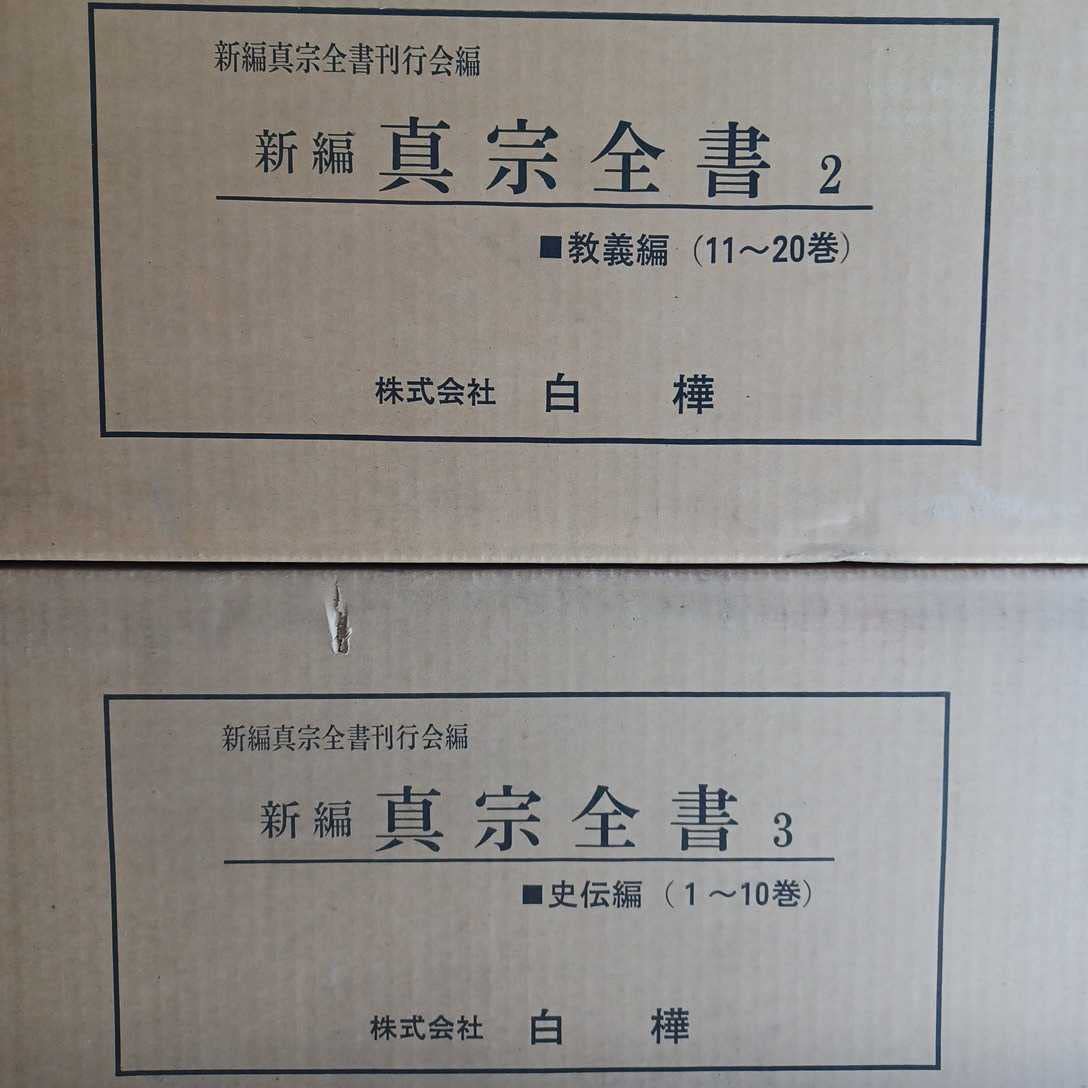 新編真宗全書刊行会編
新編 真宗全書 2
■教義編（11〜20巻）
株式会社 白樺
新編真宗全書刊行会編
新編 真宗全書 3
■史伝編（1〜10巻）
株式会社 白樺